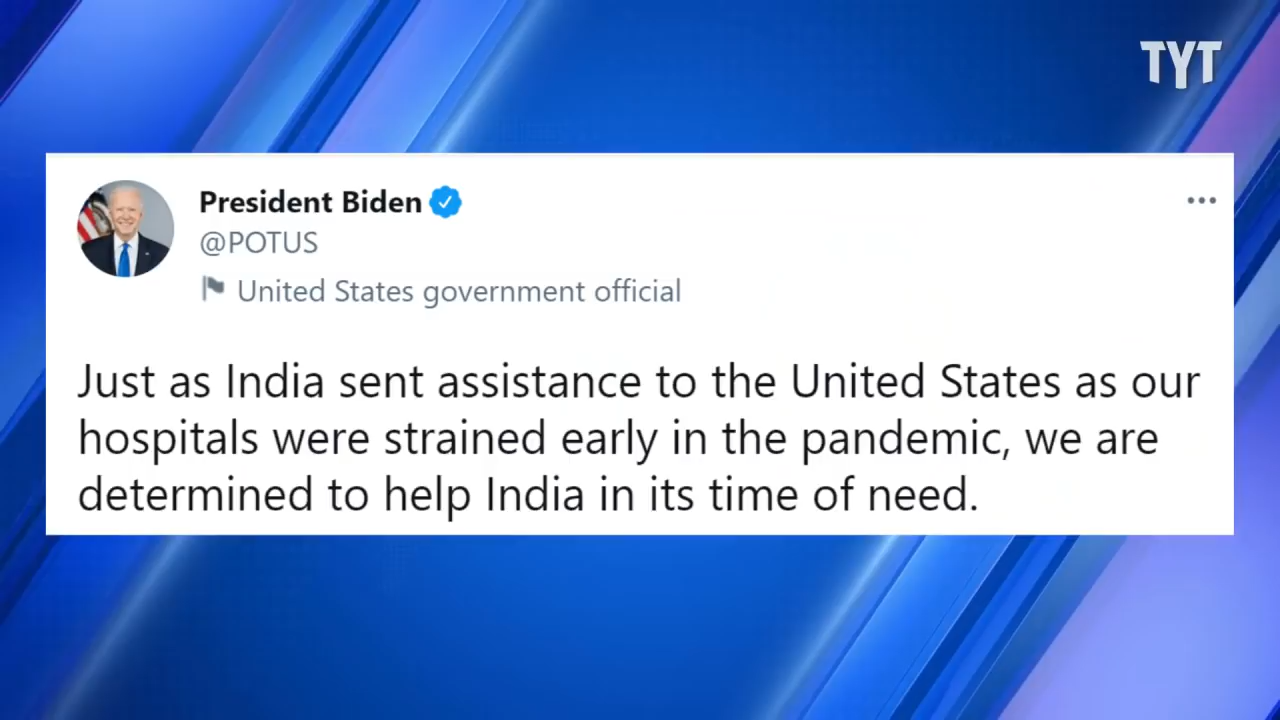 TYT
President Biden
@POTUS
United States government official
Just as India sent assistance to the United States as our
hospitals were strained early in the pandemic, we are
determined to help India in its time of need.